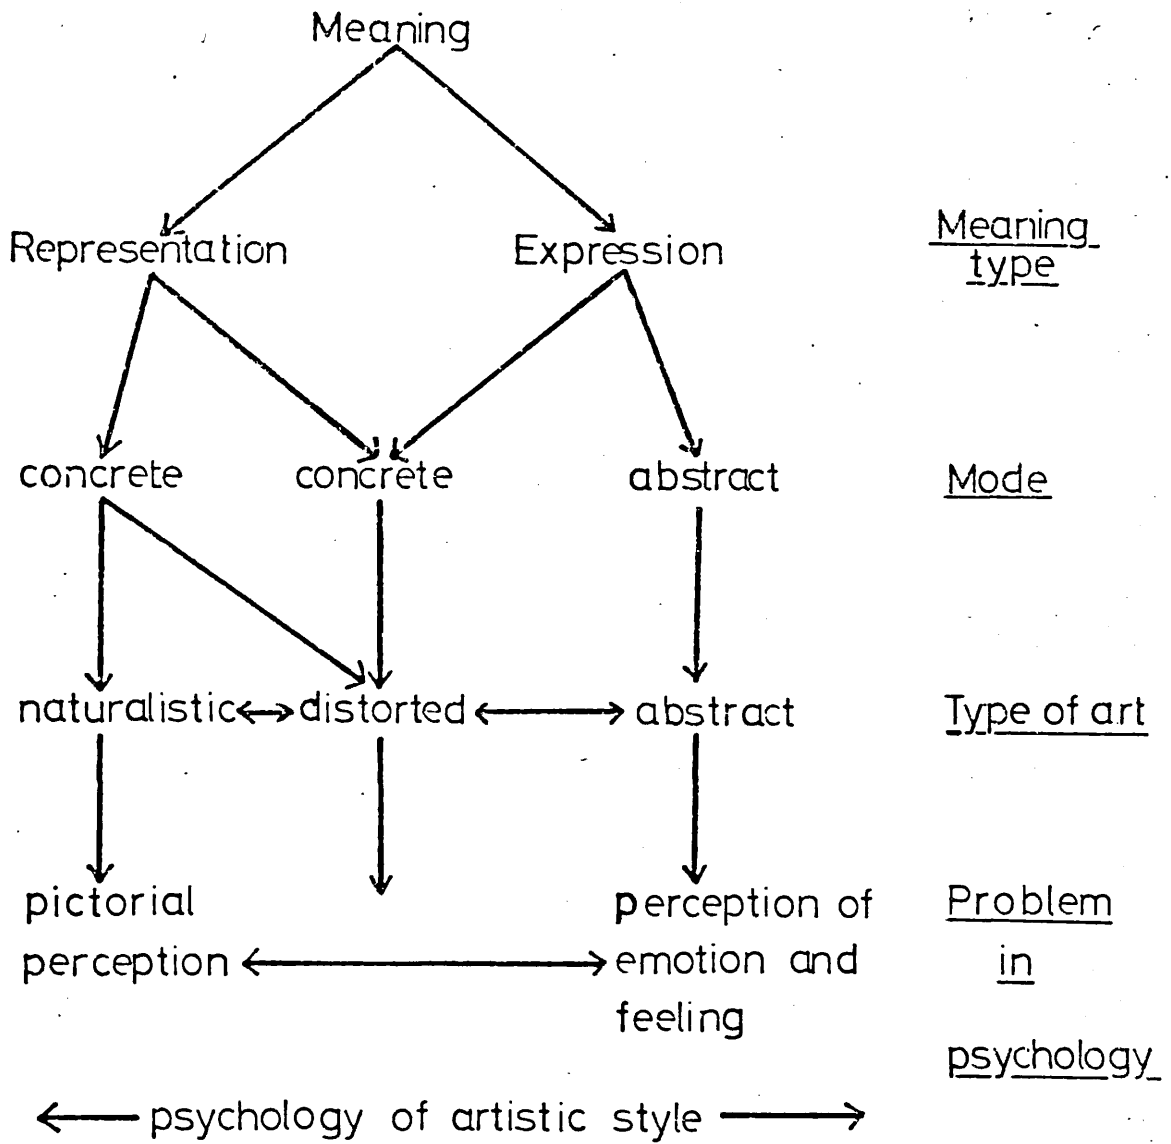 Meaning
Representation Expression Meaning
type
concrete concrete abstract Mode
naturalistic distorted abstract Type of art
pictorial perception of Problem
perception emotion and in
feeling
psychology
psychology of artistic style